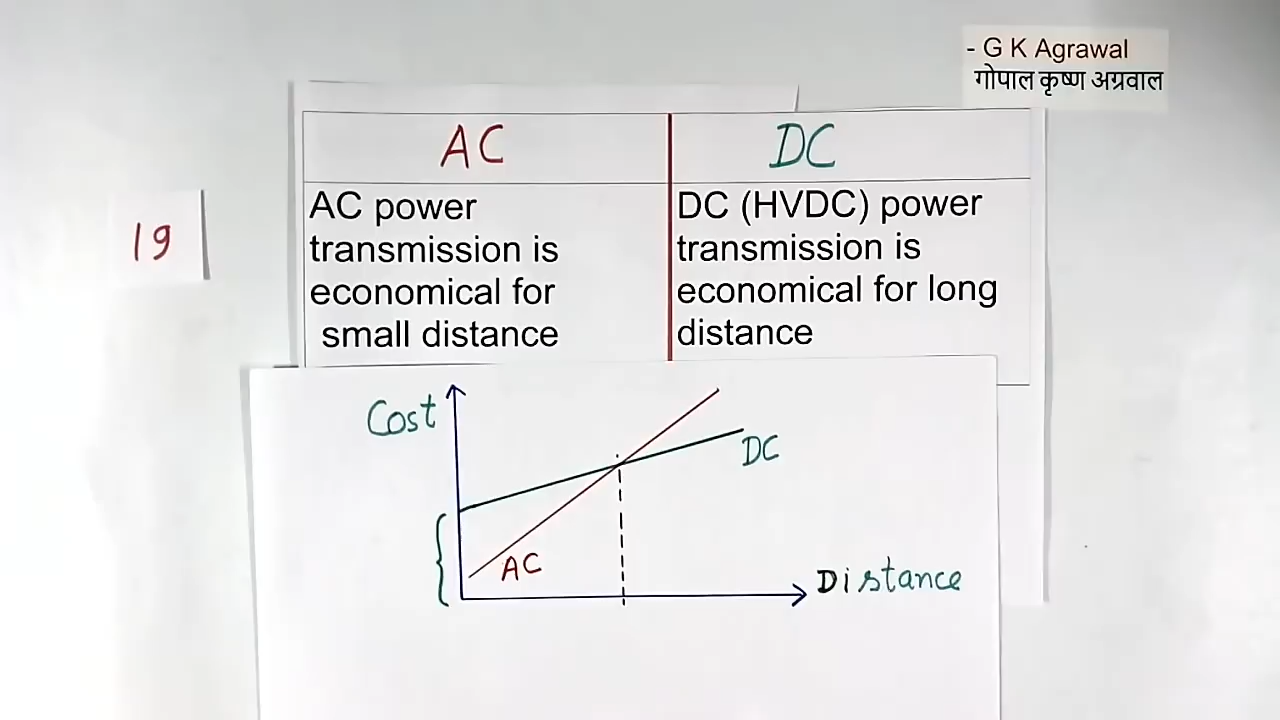 - G K Agrawal
गोपाल कृष्ण अग्रवाल
AC
DC
19
AC power
transmission is
economical for
small distance
DC (HVDC) power
transmission is
economical for long
distance
Cost
DC
AC
Distance